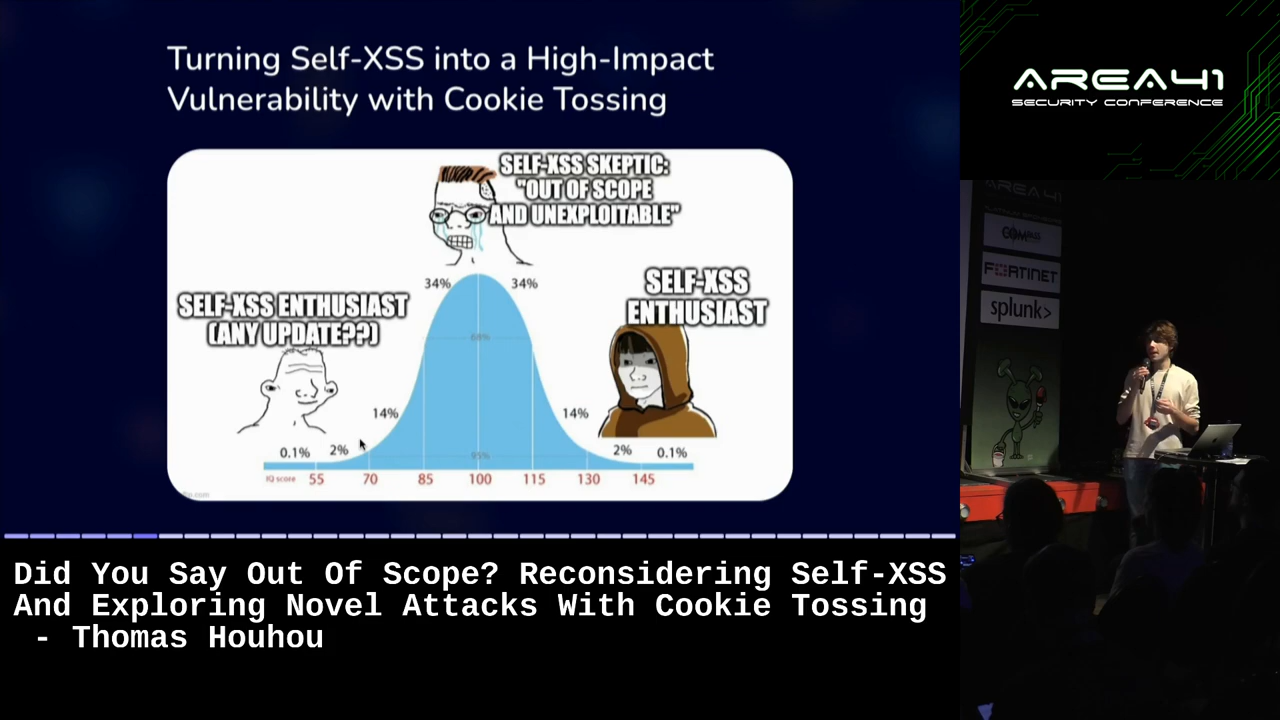 Turning Self-XSS into a High-Impact
Vulnerability with Cookie Tossing
SELF-XSS SKEPTIC:
"OUT OF SCOPE
AND UNEXPLOITABLE"
SELF-XSS ENTHUSIAST
(ANY UPDATE??)
SELF-XSS
ENTHUSIAST
34% 34%
68%
14% 14%
0.1% 2% 95% 2% 0.1%
IQ score 55 70 85 100 115 130 145
Did You Say Out Of Scope? Reconsidering Self-XSS
And Exploring Novel Attacks With Cookie Tossing
- Thomas Houhou
AREA41
SECURITY CONFERENCE
AREA41
FORTINET
splunk>